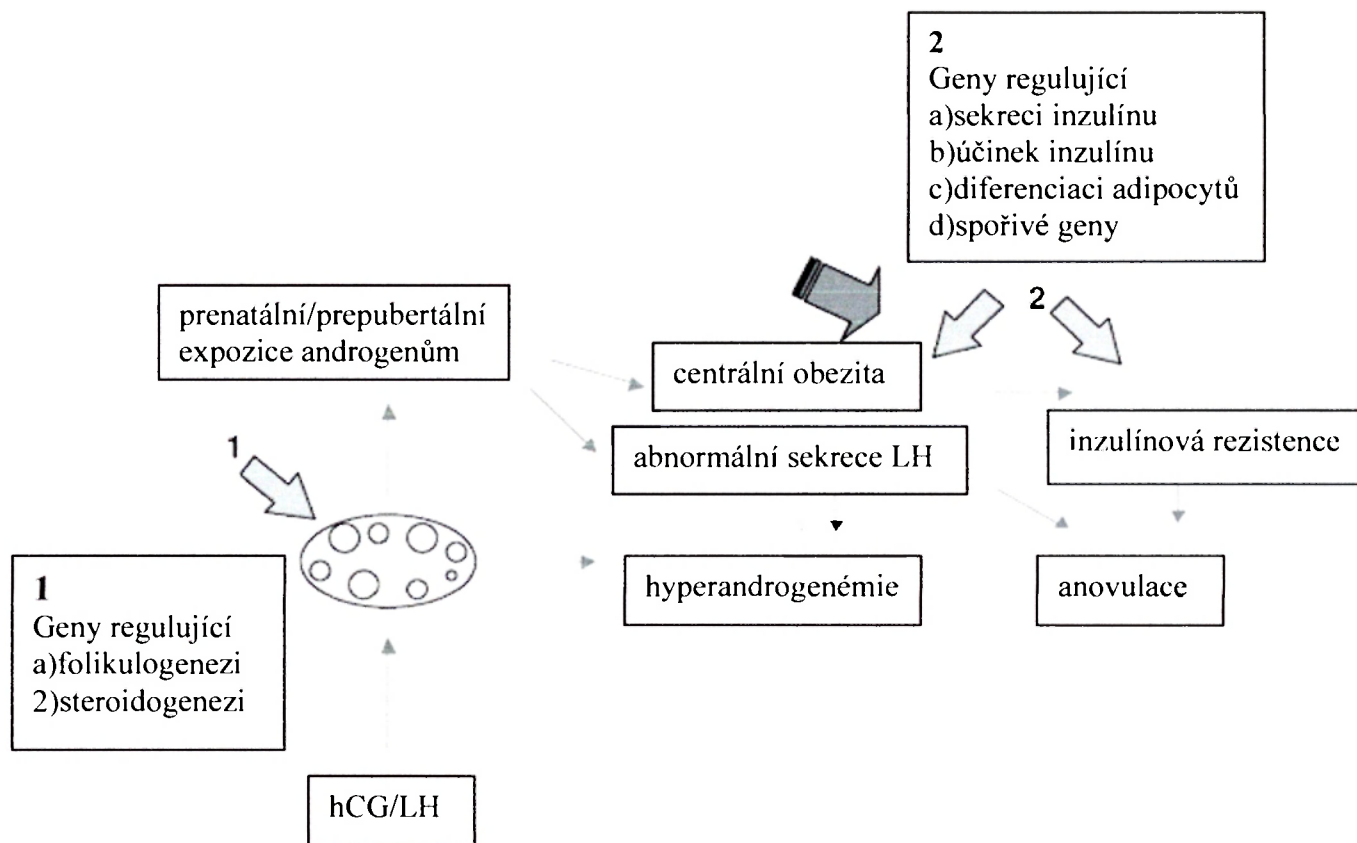 2
Geny regulující
a)sekreci inzulínu
b)účinek inzulínu
c)diferenciaci adipocytů
d)spořivé geny
2
prenatální/prepubertální
expozice androgenům
centrální obezita
abnormální sekrece LH
inzulínová rezistence
1
hyperandrogenémie
anovulace
1
Geny regulující
a)folikulogenezi
2)steroidogenezi
hCG/LH